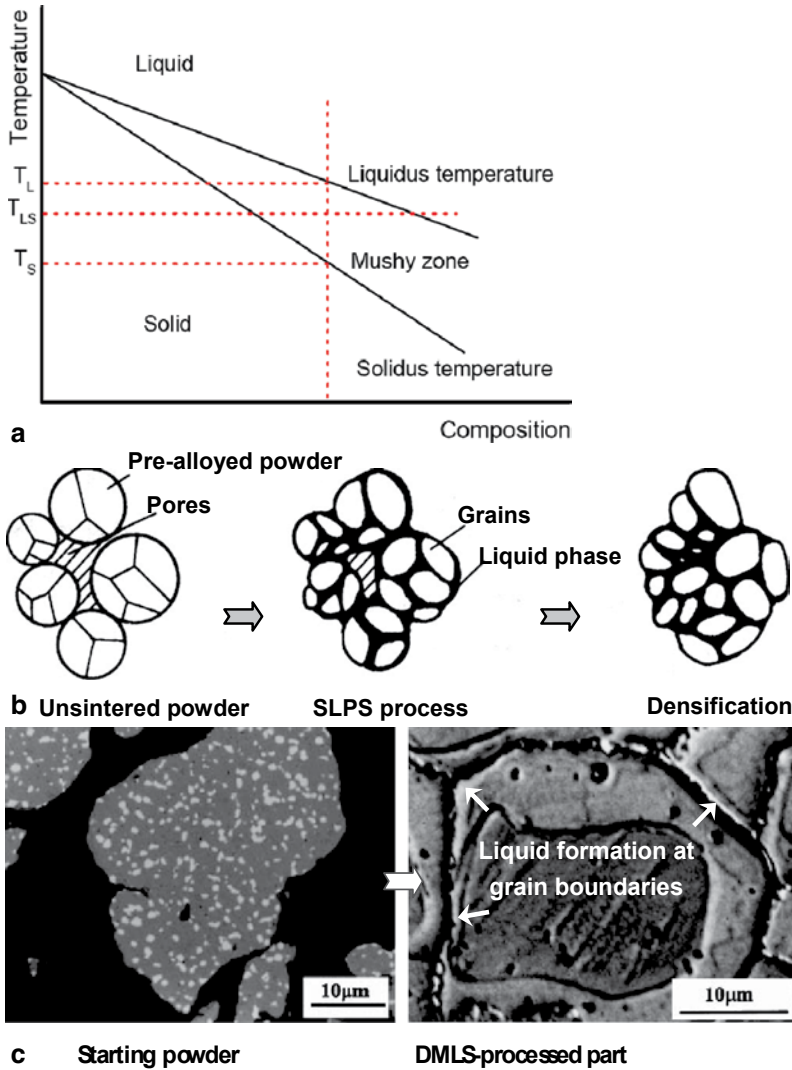 Temperature
Liquid
T_L
Liquidus temperature
T_LS
T_S
Mushy zone
Solid
Solidus temperature
a
Composition
Pre-alloyed powder
Pores
Grains
Liquid phase
b Unsintered powder SLPS process Densification
Liquid formation at
grain boundaries
10μm
10μm
c Starting powder DMLS-processed part